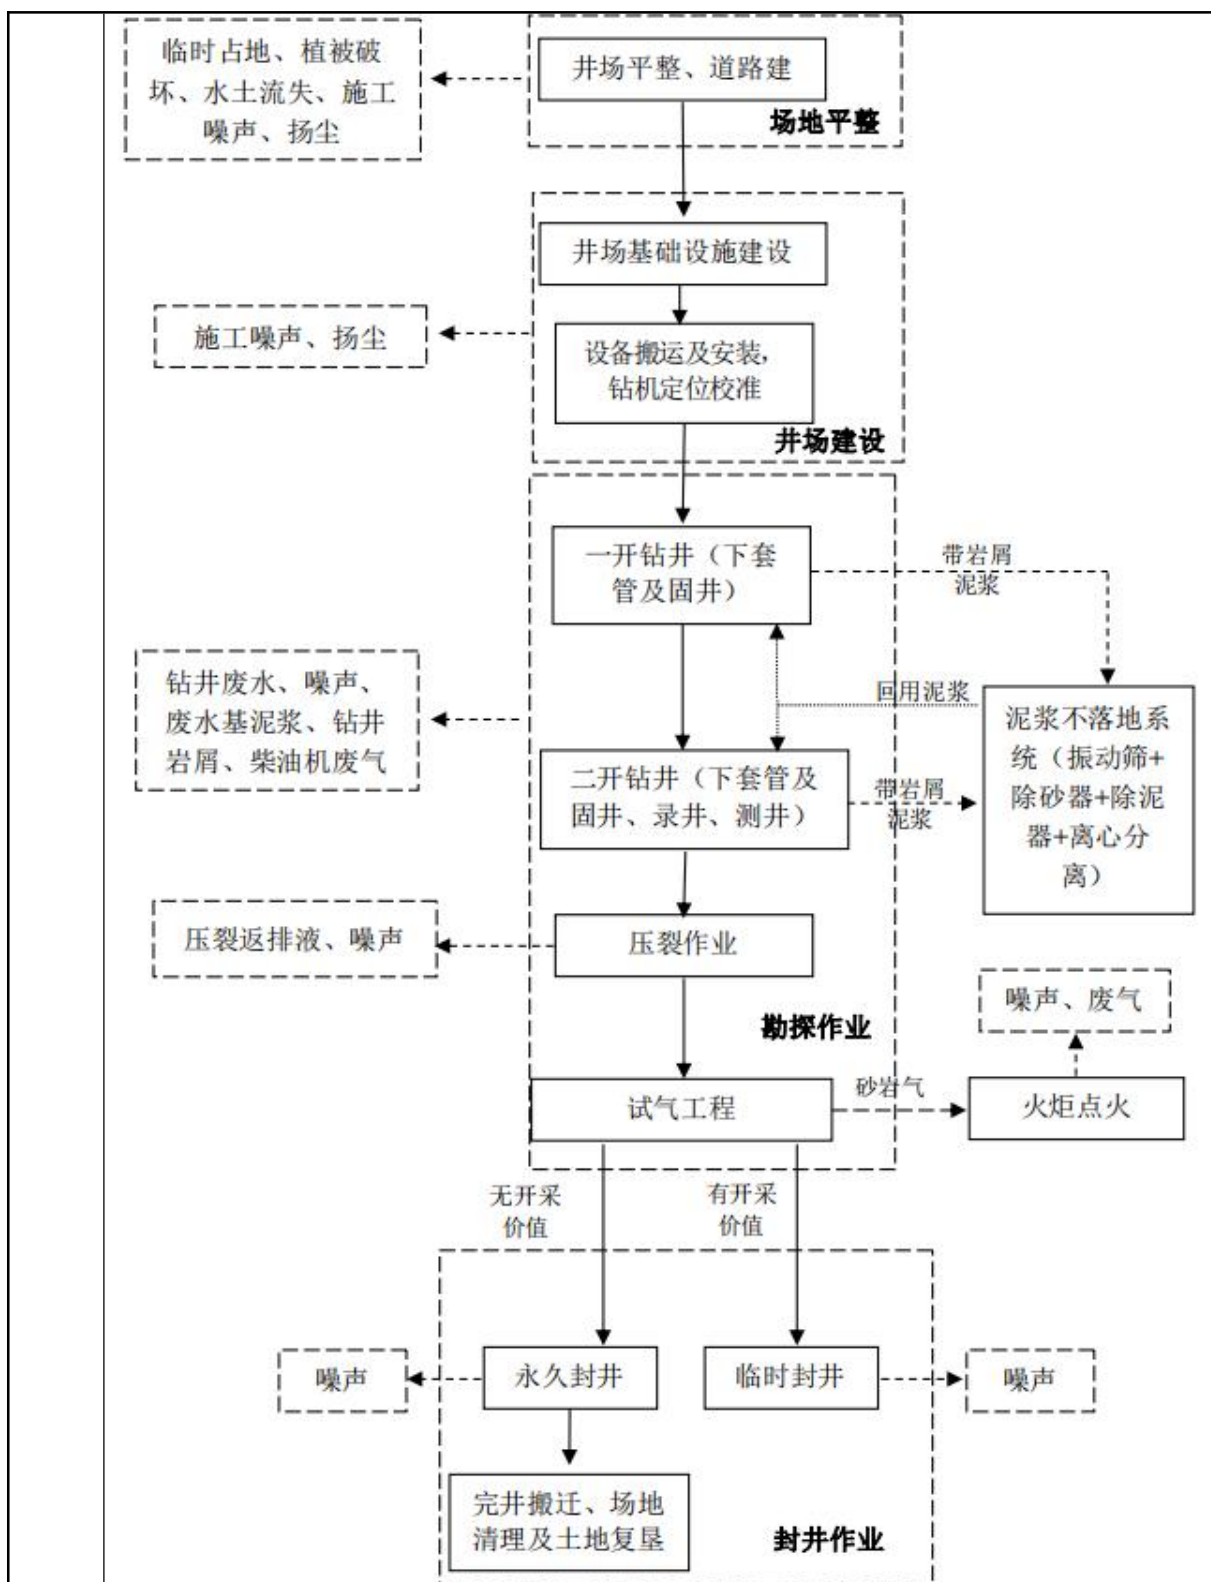 临时占地、植被破
坏、水土流失、施工
噪声、扬尘
井场平整、道路建
场地平整
井场基础设施建设
施工噪声、扬尘
设备搬运及安装，
钻机定位校准
井场建设
一开钻井（下套
管及固井）
带岩屑
泥浆
钻井废水、噪声、
废水基泥浆、钻井
岩屑、柴油机废气
回用泥浆
泥浆不落地系
统（振动筛+
除砂器+除泥
器+离心分
离）
二开钻井（下套管及
固井、录井、测井）
带岩屑
泥浆
压裂返排液、噪声
压裂作业
噪声、废气
勘探作业
试气工程
砂岩气
火炬点火
无开采
价值
有开采
价值
噪声
永久封井
临时封井
噪声
完井搬迁、场地
清理及土地复垦
封井作业